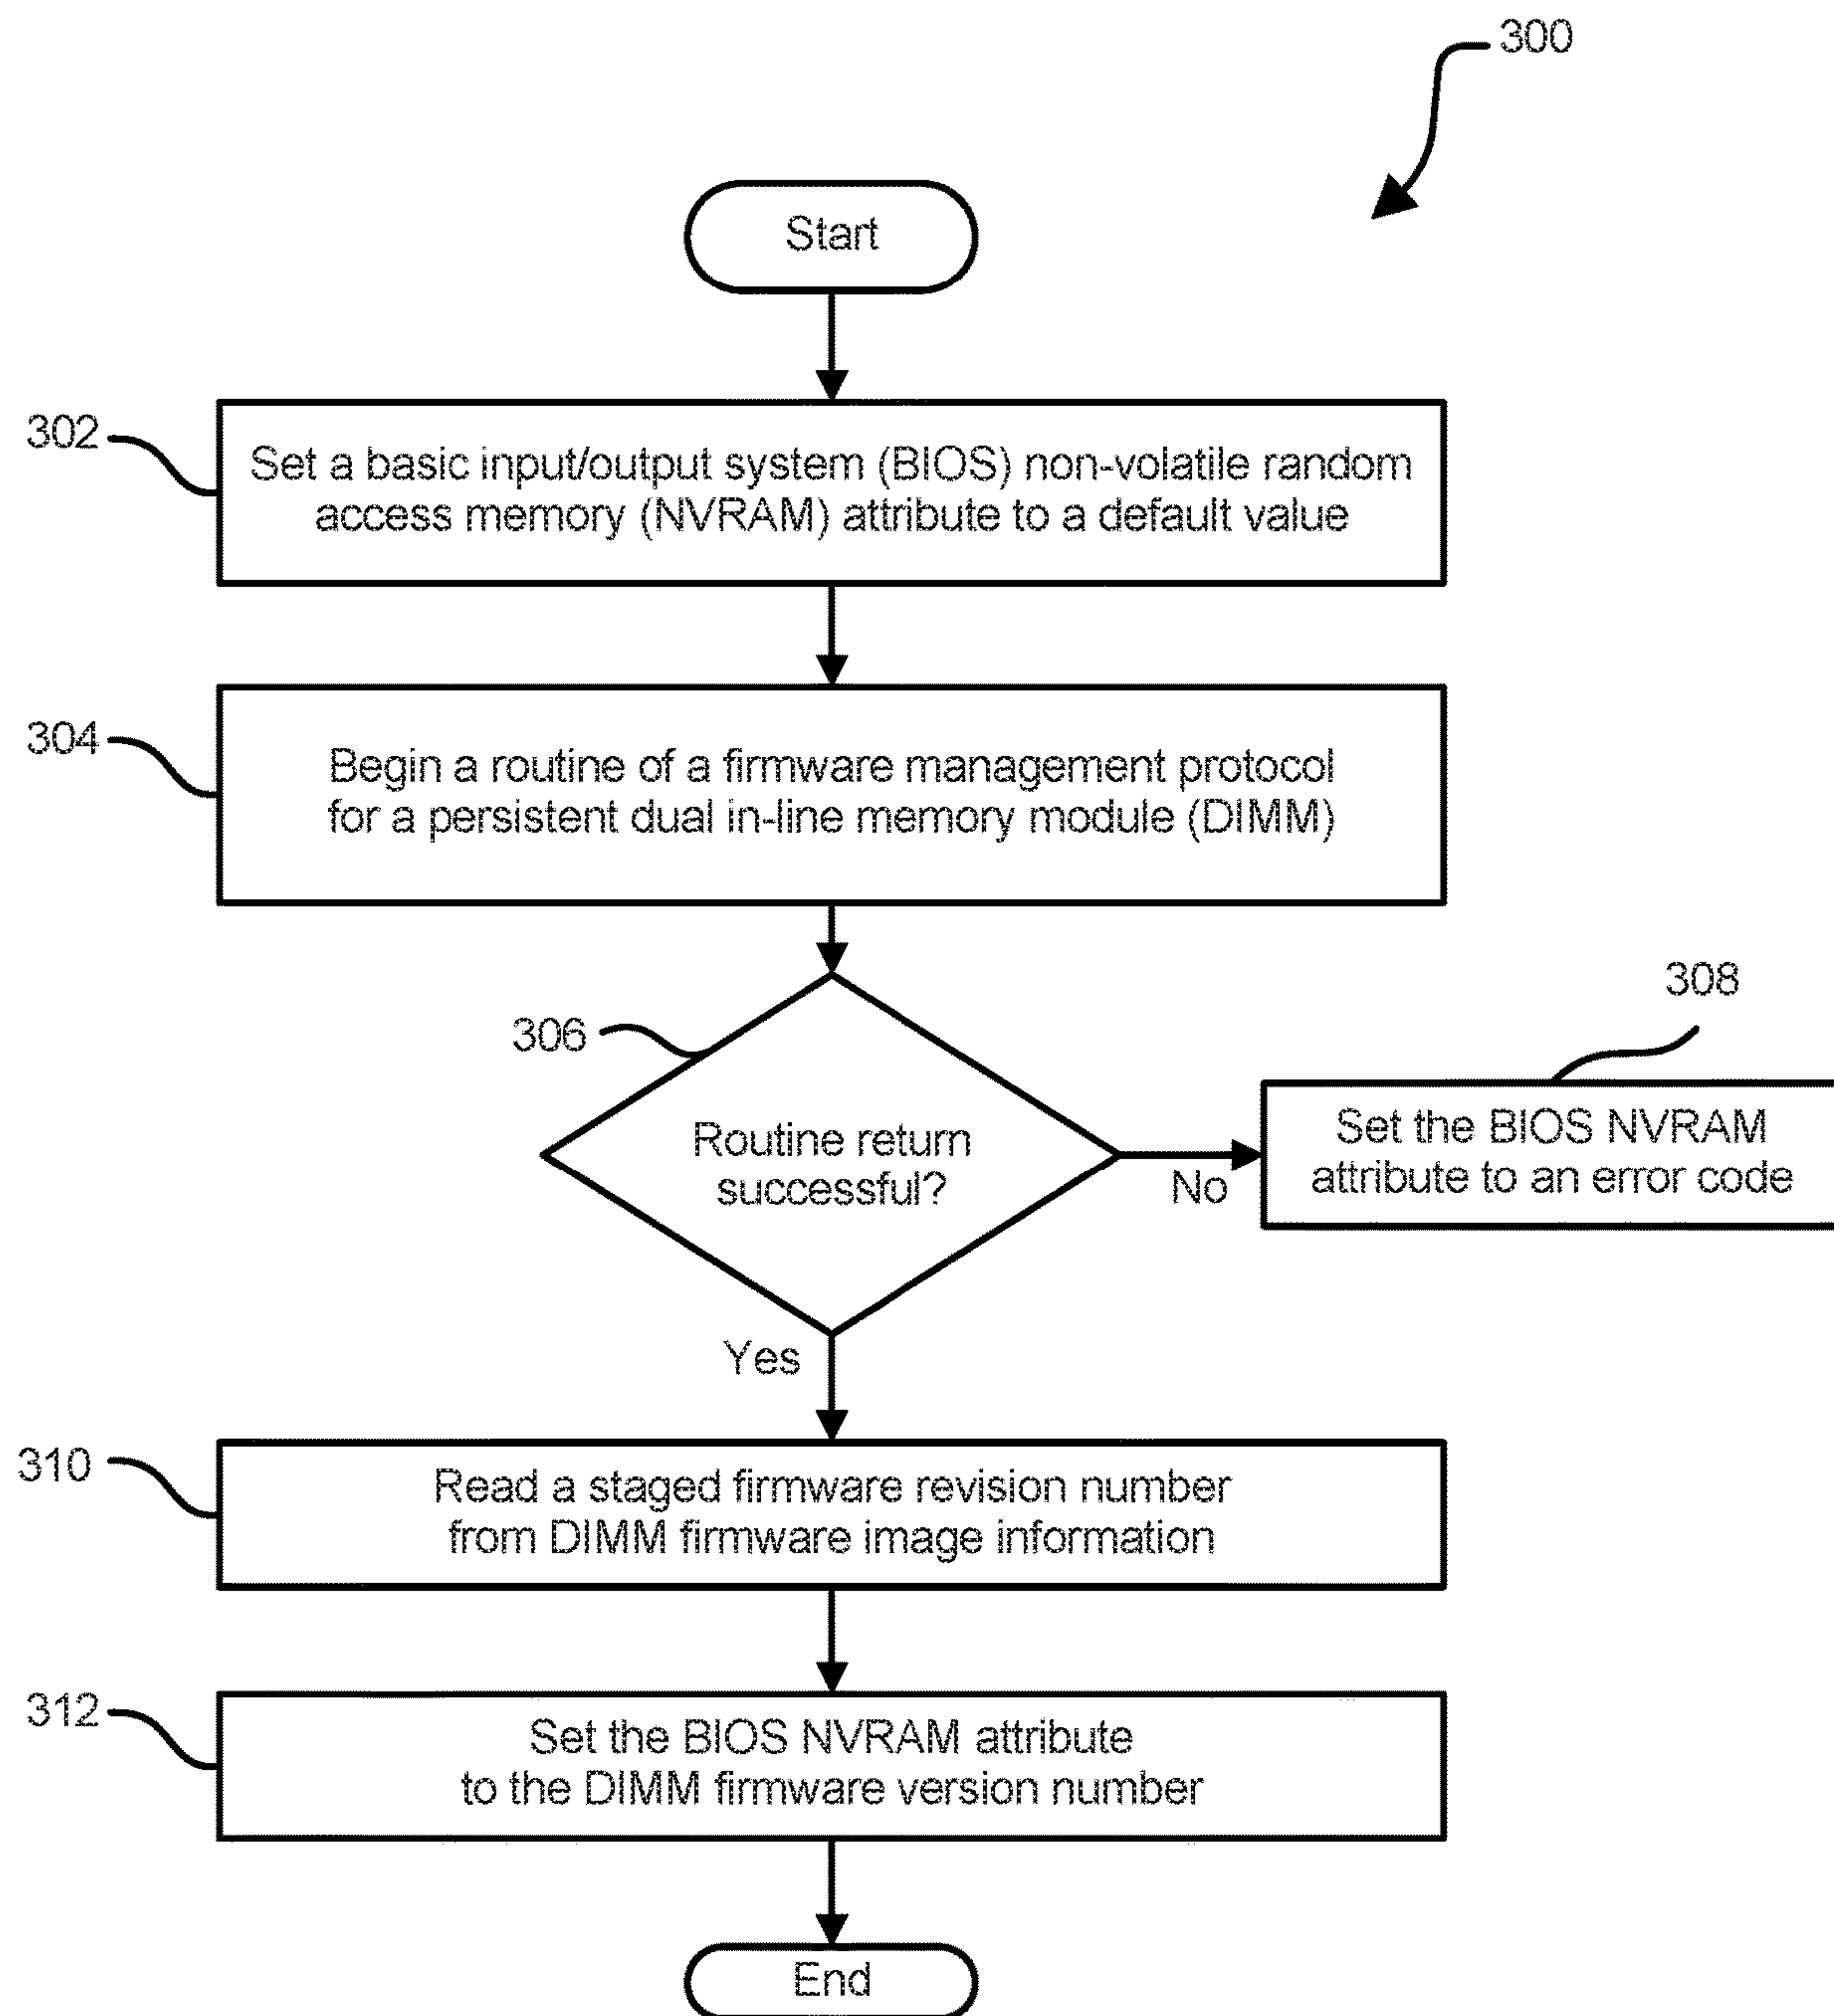 300
Start
302
Set a basic input/output system (BIOS) non-volatile random
access memory (NVRAM) attribute to a default value
304
Begin a routine of a firmware management protocol
for a persistent dual in-line memory module (DIMM)
306
Routine return
successful?
308
No
Set the BIOS NVRAM
attribute to an error code
Yes
310
Read a staged firmware revision number
from DIMM firmware image information
312
Set the BIOS NVRAM attribute
to the DIMM firmware version number
End